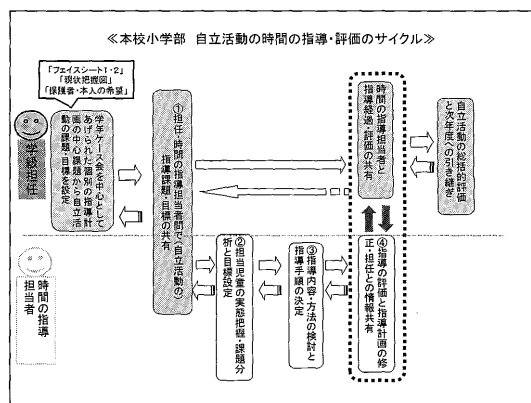 ≪本校小学部 自立活動の時間の指導・評価のサイクル≫
「フェイスシート1・2」
「現状把握図」
「保護者・本人の希望」
学級担任
学年ケース会を中心として
あげられた個別の指導計
画の中心課題から自立活
動の課題・目標を設定
①担任・時間の指導担当者間で(自立活動の)
指導課題・目標の共有
時間の指導担当者と
指導経過・評価の共有
自立活動の総括的評価
と次年度への引き継ぎ
時間の指導
担当者
②担当児童の実態把握・課題分
析と目標設定
③指導内容・方法の検討と
指導手順の決定
④指導の評価と指導計画の修
正・担任との情報共有